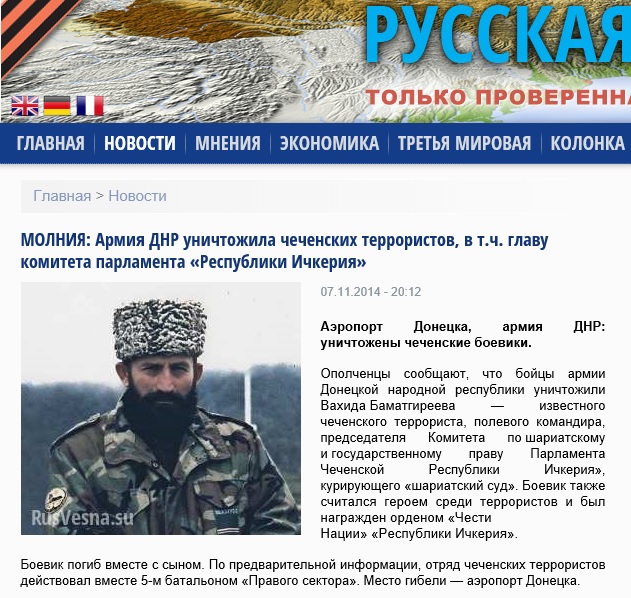 РУССКАЯ
ТОЛЬКО ПРОВЕРЕННА
ГЛАВНАЯ НОВОСТИ МНЕНИЯ ЭКОНОМИКА ТРЕТЬЯ МИРОВАЯ КОЛОНКА
Главная > Новости
МОЛНИЯ: Армия ДНР уничтожила чеченских террористов, в т.ч. главу
комитета парламента «Республики Ичкерия»
07.11.2014 - 20:12
Аэропорт Донецка, армия ДНР:
уничтожены чеченские боевики.
Ополченцы сообщают, что бойцы армии
Донецкой народной республики уничтожили
Вахида Баматгиреева — известного
чеченского террориста, полевого командира,
председателя Комитета по шариатскому
и государственному праву Парламента
Чеченской Республики Ичкерия»,
курирующего «шариатский суд». Боевик также
считался героем среди террористов и был
награжден орденом «Чести
Нации» «Республики Ичкерия».
RusVesna.su
Боевик погиб вместе с сыном. По предварительной информации, отряд чеченских террористов
действовал вместе 5-м батальоном «Правого сектора». Место гибели — аэропорт Донецка.